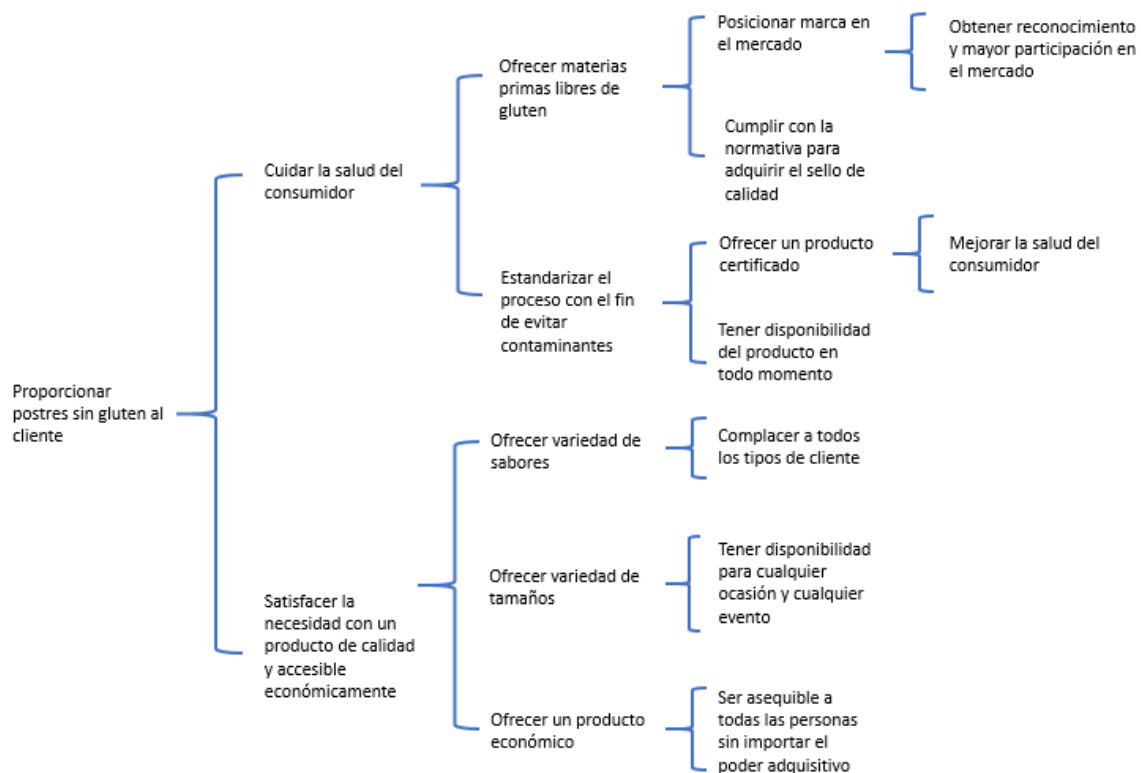 Proporcionar
postres sin gluten al
cliente
Cuidar la salud del
consumidor
Ofrecer materias
primas libres de
gluten
Posicionar marca en
el mercado
Obtener reconocimiento
y mayor participación en
el mercado
Cumplir con la
normativa para
adquirir el sello de
calidad
Estandarizar el
proceso con el fin
de evitar
contaminantes
Ofrecer un producto
certificado
Mejorar la salud del
consumidor
Tener disponibilidad
del producto en
todo momento
Satisfacer la
necesidad con un
producto de calidad
y accesible
económicamente
Ofrecer variedad de
sabores
Complacer a todos
los tipos de cliente
Ofrecer variedad de
tamaños
Tener disponibilidad
para cualquier
ocasión y cualquier
evento
Ofrecer un producto
económico
Ser asequible a
todas las personas
sin importar el
poder adquisitivo